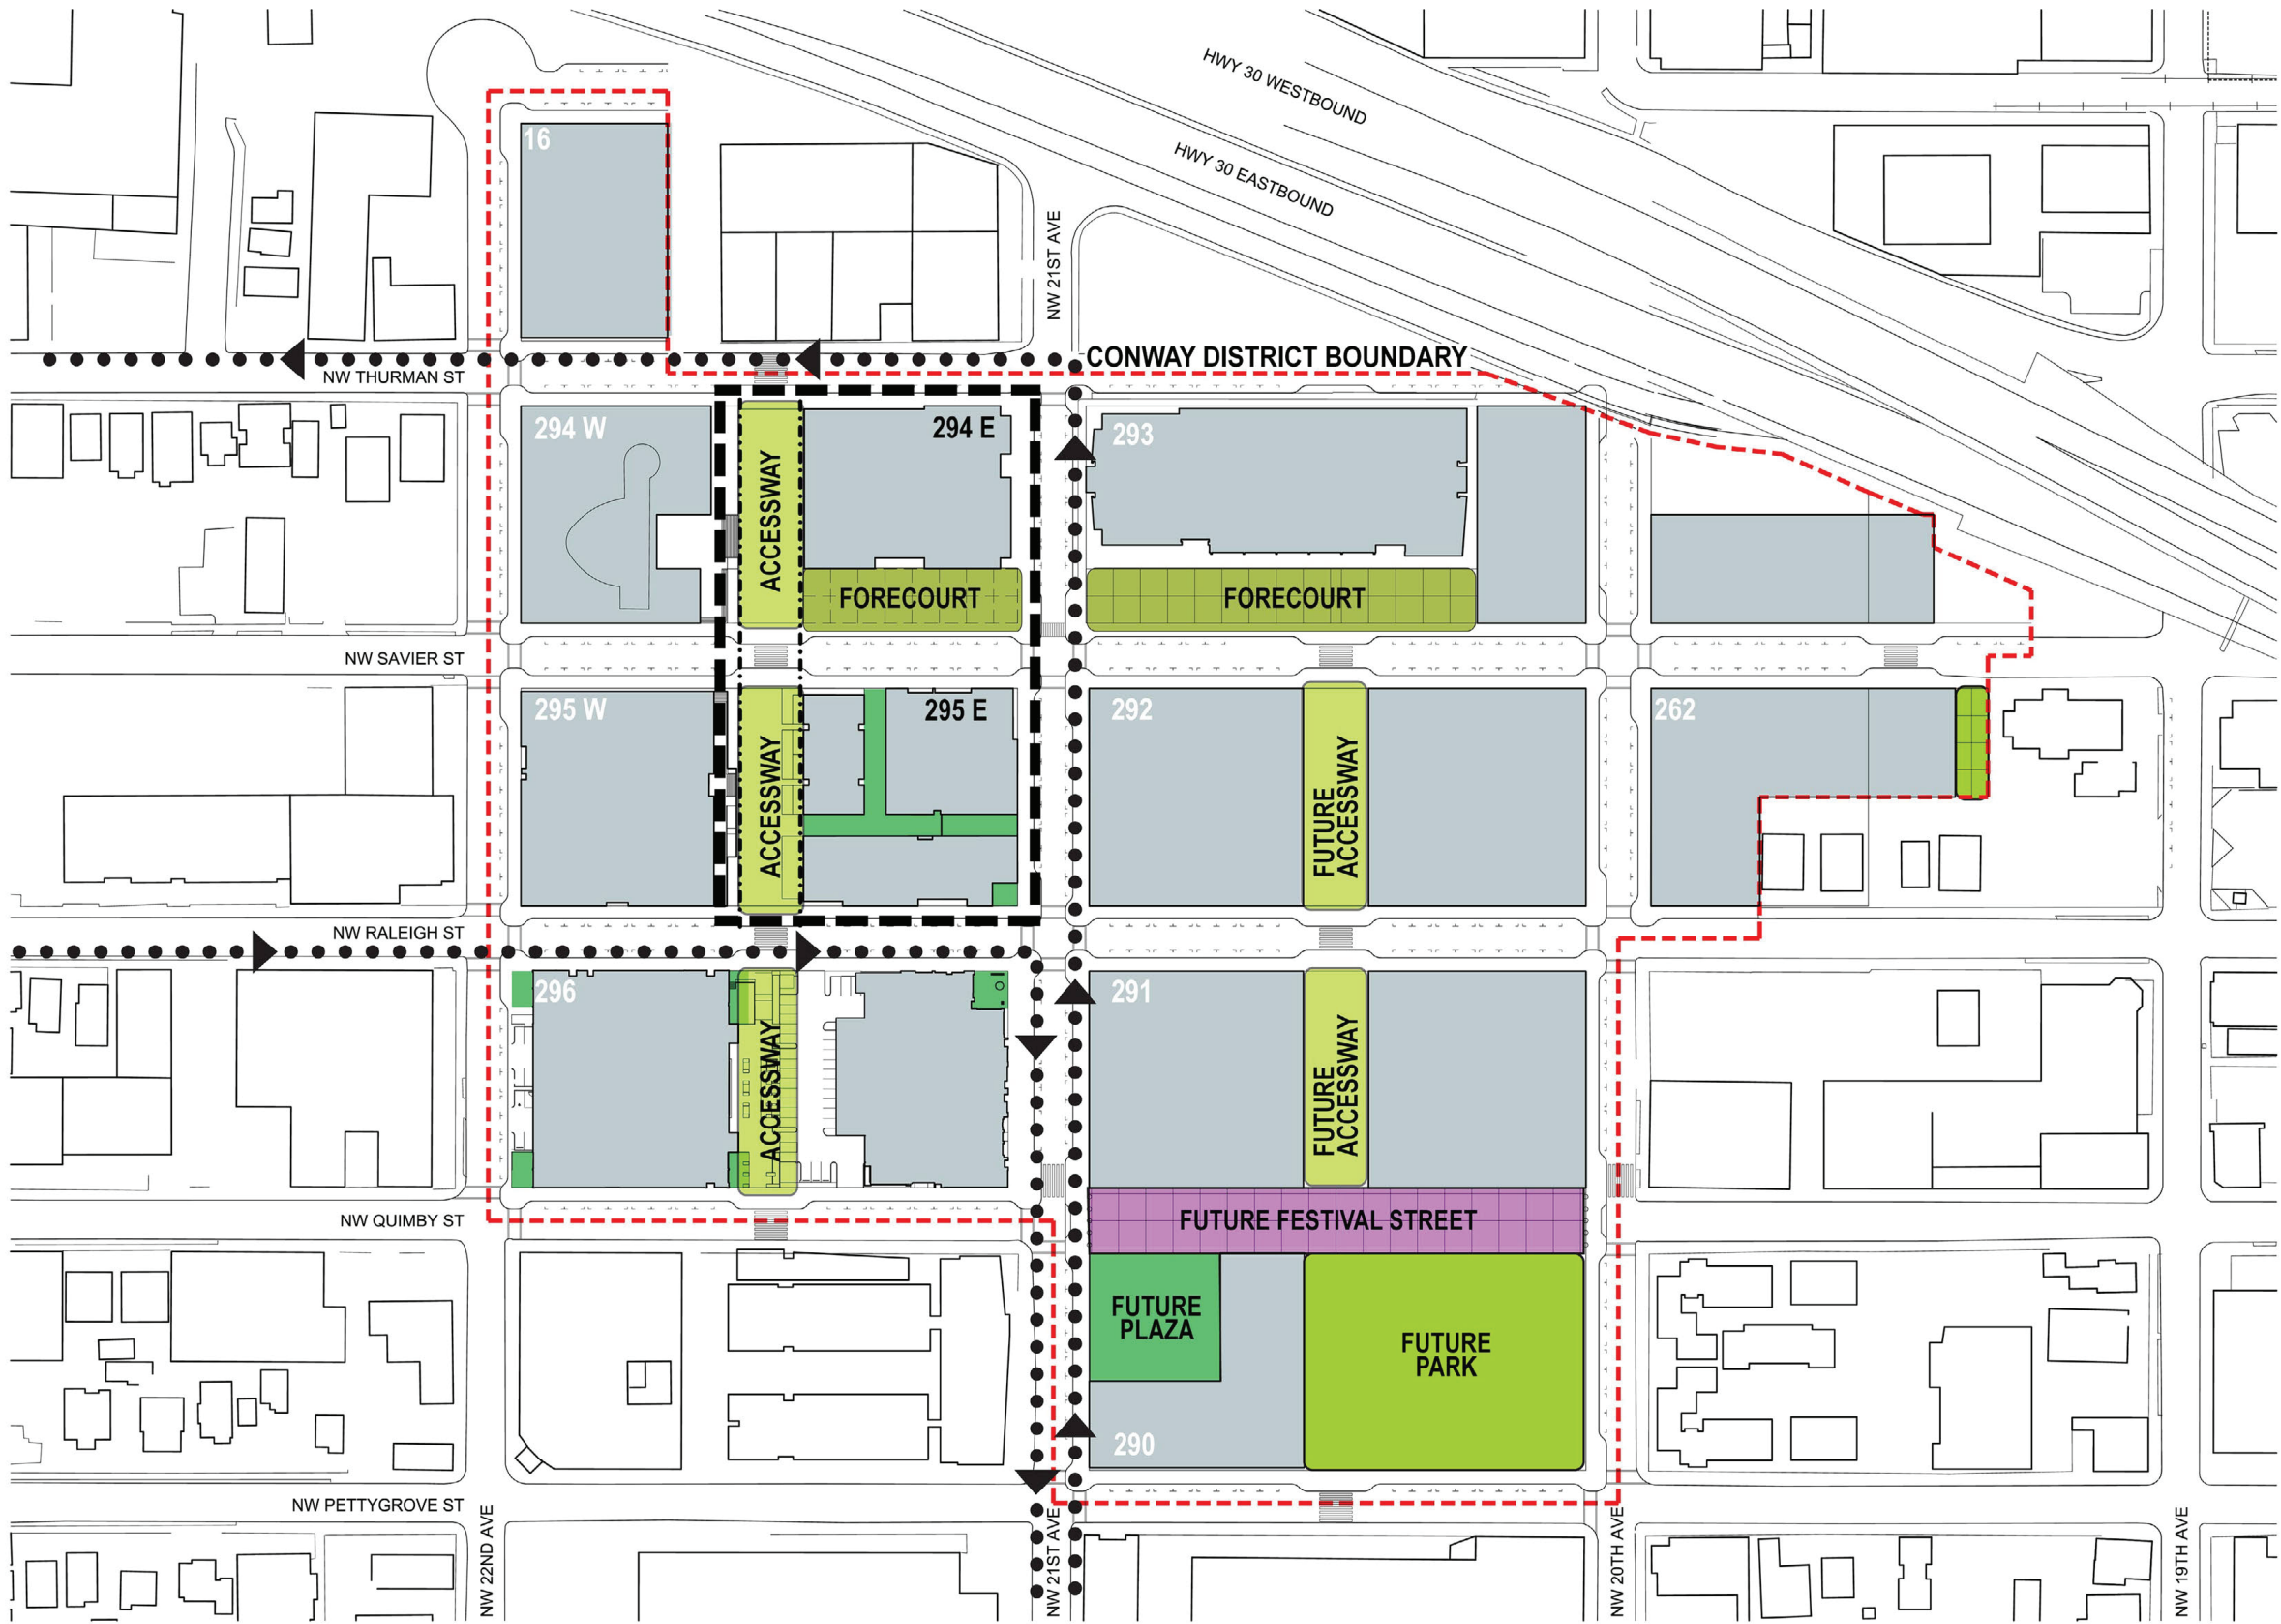 HWY 30 WESTBOUND
HWY 30 EASTBOUND
16
NW 21ST AVE
CONWAY DISTRICT BOUNDARY
NW THURMAN ST
294 W
ACCESSWAY
294 E
293
FORECOURT
FORECOURT
NW SAVIER ST
295 W
ACCESSWAY
295 E
292
FUTURE
ACCESSWAY
262
NW RALEIGH ST
296
ACCESSWAY
291
FUTURE
ACCESSWAY
NW QUIMBY ST
FUTURE FESTIVAL STREET
FUTURE
PLAZA
FUTURE
PARK
290
NW PETTYGROVE ST
NW 22ND AVE
NW 21ST AVE
NW 20TH AVE
NW 19TH AVE